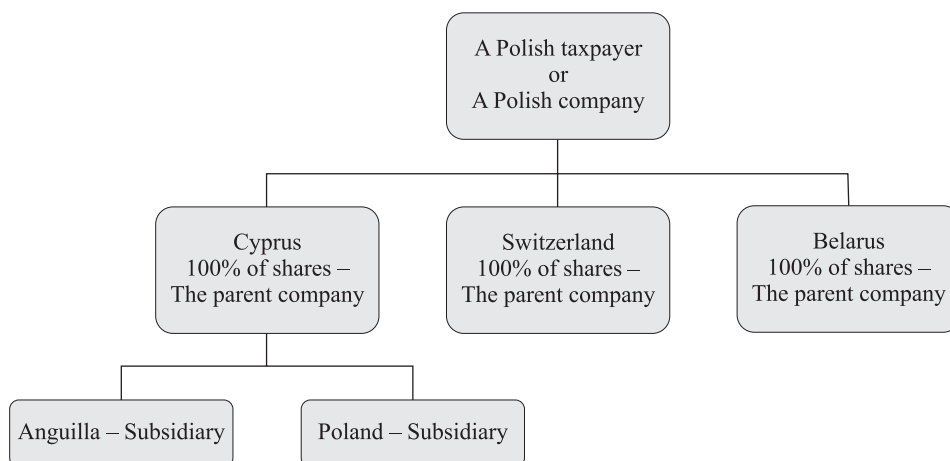 A Polish taxpayer
or
A Polish company
Cyprus
100% of shares –
The parent company
Switzerland
100% of shares –
The parent company
Belarus
100% of shares –
The parent company
Anguilla – Subsidiary
Poland – Subsidiary